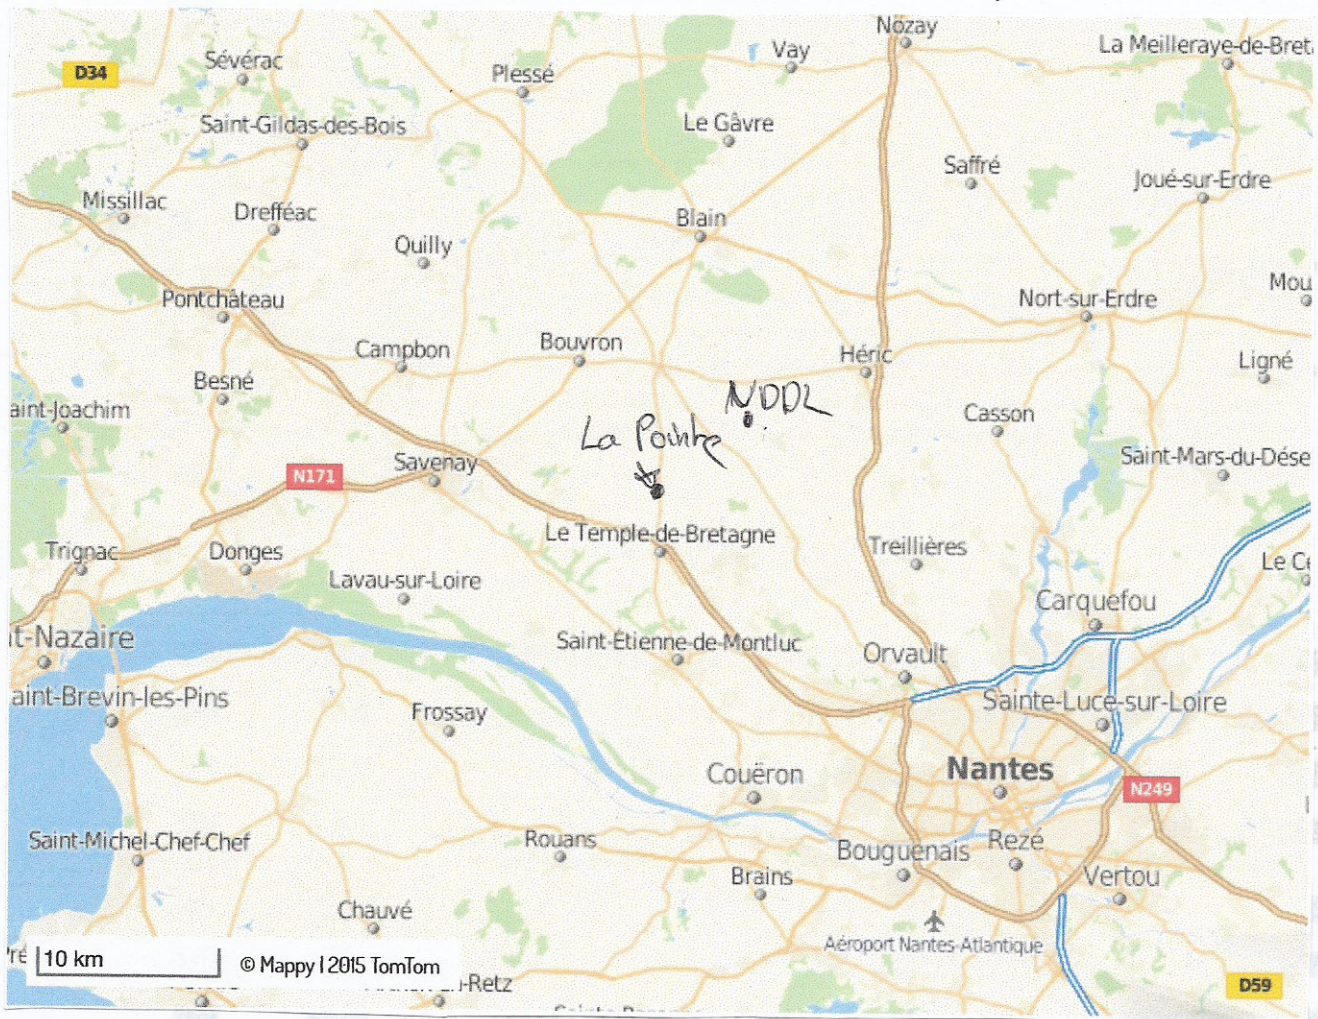 Nozay
La Meilleraye-de-Bret
Vay
Sévérac
D34
Plessé
Le Gâvre
Saint-Gildas-des-Bois
Saffré
Joué-sur-Erdre
Missillac
Drefféac
Blain
Quilly
Mou
Pontchâteau
Nort-sur-Erdre
Bouvron
Campbon
Héric
Ligné
Besné
NDDL
aint-Joachim
Casson
La Pointe
Saint-Mars-du-Dése
Savenay
N171
Le Temple-de-Bretagne
Trignac
Donges
Treillières
Le Ce
Lavau-sur-Loire
Carquefou
t-Nazaire
Saint-Étienne-de-Montluc
Orvault
aint-Brevin-les-Pins
Sainte-Luce-sur-Loire
Frossay
Nantes
Couëron
N249
Saint-Michel-Chef-Chef
Rouans
Bouguenais
Rezé
Brains
Vertou
Chauvé
Aéroport Nantes-Atlantique
10 km
© Mappy | 2015 TomTom
n-Retz
D59